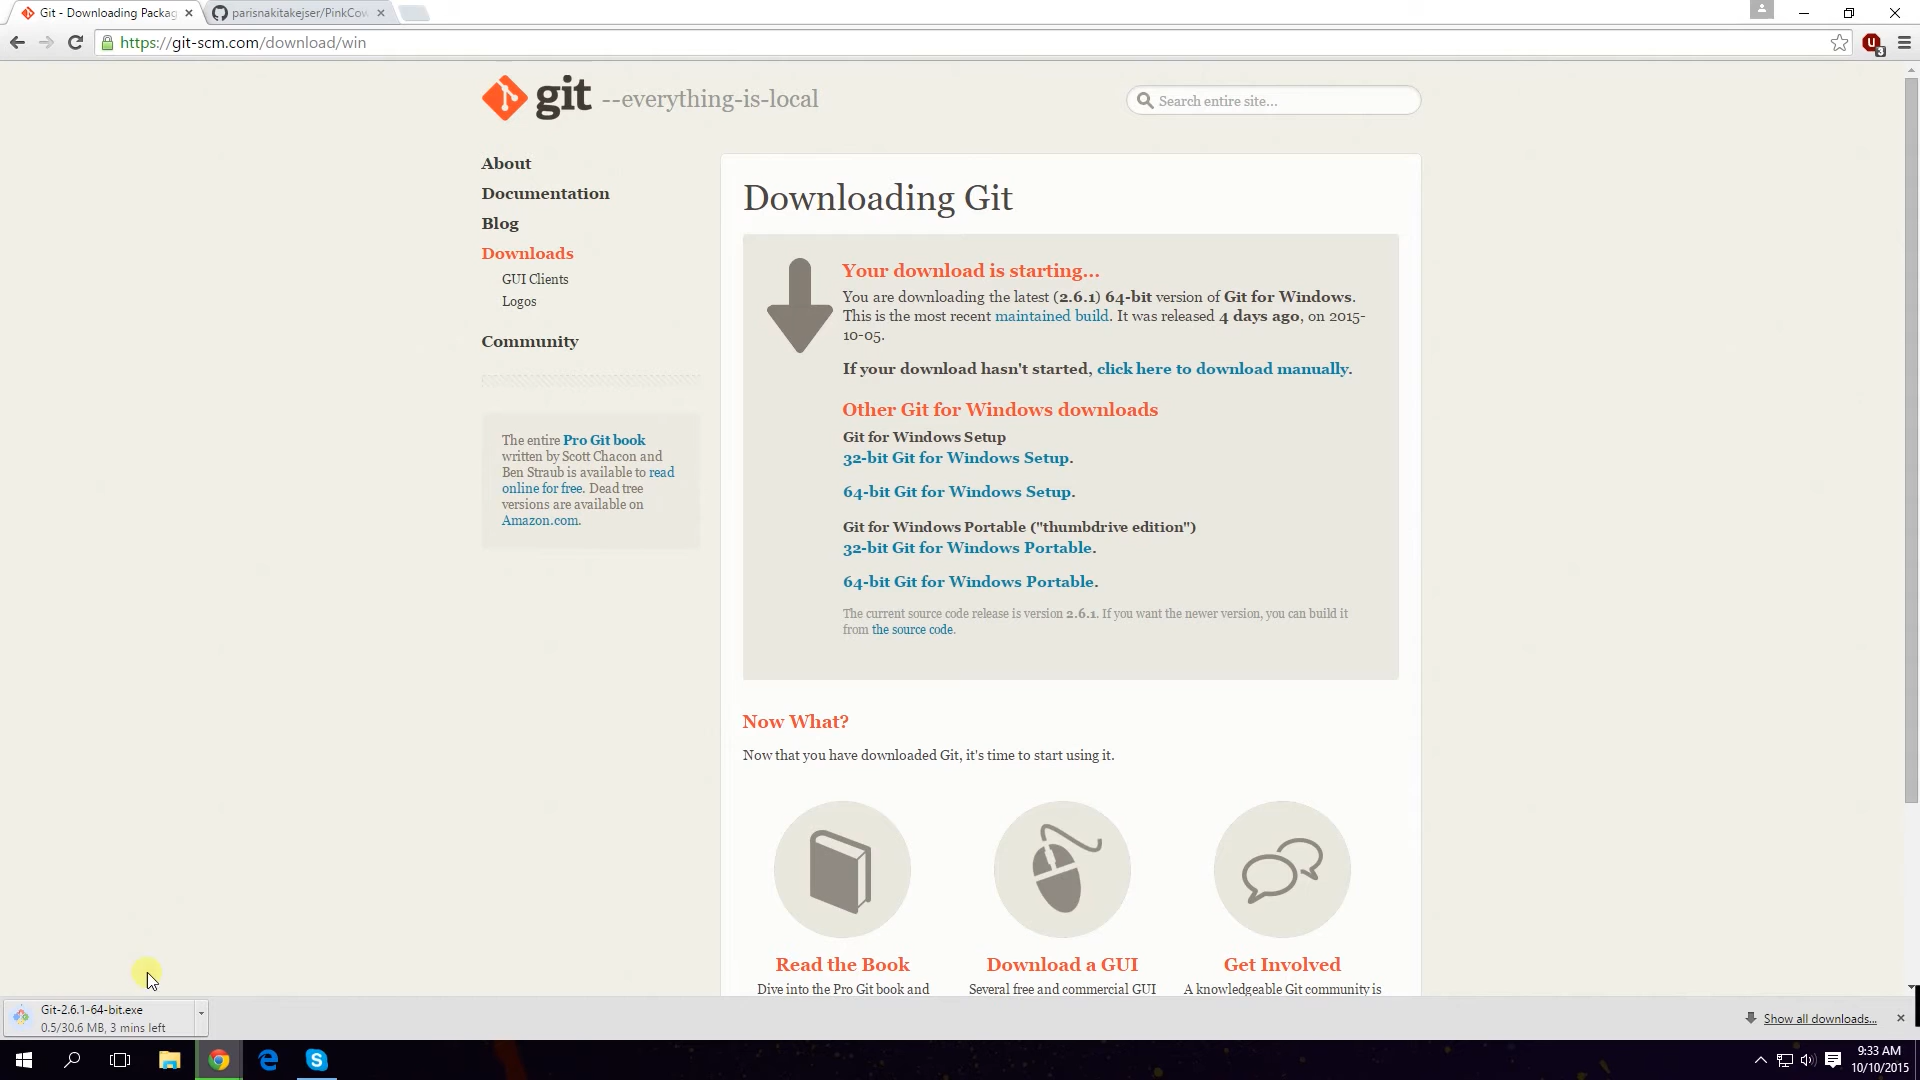 Git - Downloading Packag
parisnakitakejser/PinkCow
https://git-scm.com/download/win
U
3
git --everything-is-local
Search entire site...
About
Documentation
Blog
Downloads
GUI Clients
Logos
Community
The entire Pro Git book
written by Scott Chacon and
Ben Straub is available to read
online for free. Dead tree
versions are available on
Amazon.com.
Downloading Git
Your download is starting...
You are downloading the latest (2.6.1) 64-bit version of Git for Windows.
This is the most recent maintained build. It was released 4 days ago, on 2015-
10-05.
If your download hasn't started, click here to download manually.
Other Git for Windows downloads
Git for Windows Setup
32-bit Git for Windows Setup.
64-bit Git for Windows Setup.
Git for Windows Portable ("thumbdrive edition")
32-bit Git for Windows Portable.
64-bit Git for Windows Portable.
The current source code release is version 2.6.1. If you want the newer version, you can build it
from the source code.
Now What?
Now that you have downloaded Git, it's time to start using it.
Read the Book
Dive into the Pro Git book and
Download a GUI
Several free and commercial GUI
Get Involved
A knowledgeable Git community is
Git-2.6.1-64-bit.exe
0.5/30.6 MB, 3 mins left
Show all downloads...
9:33 AM
10/10/2015